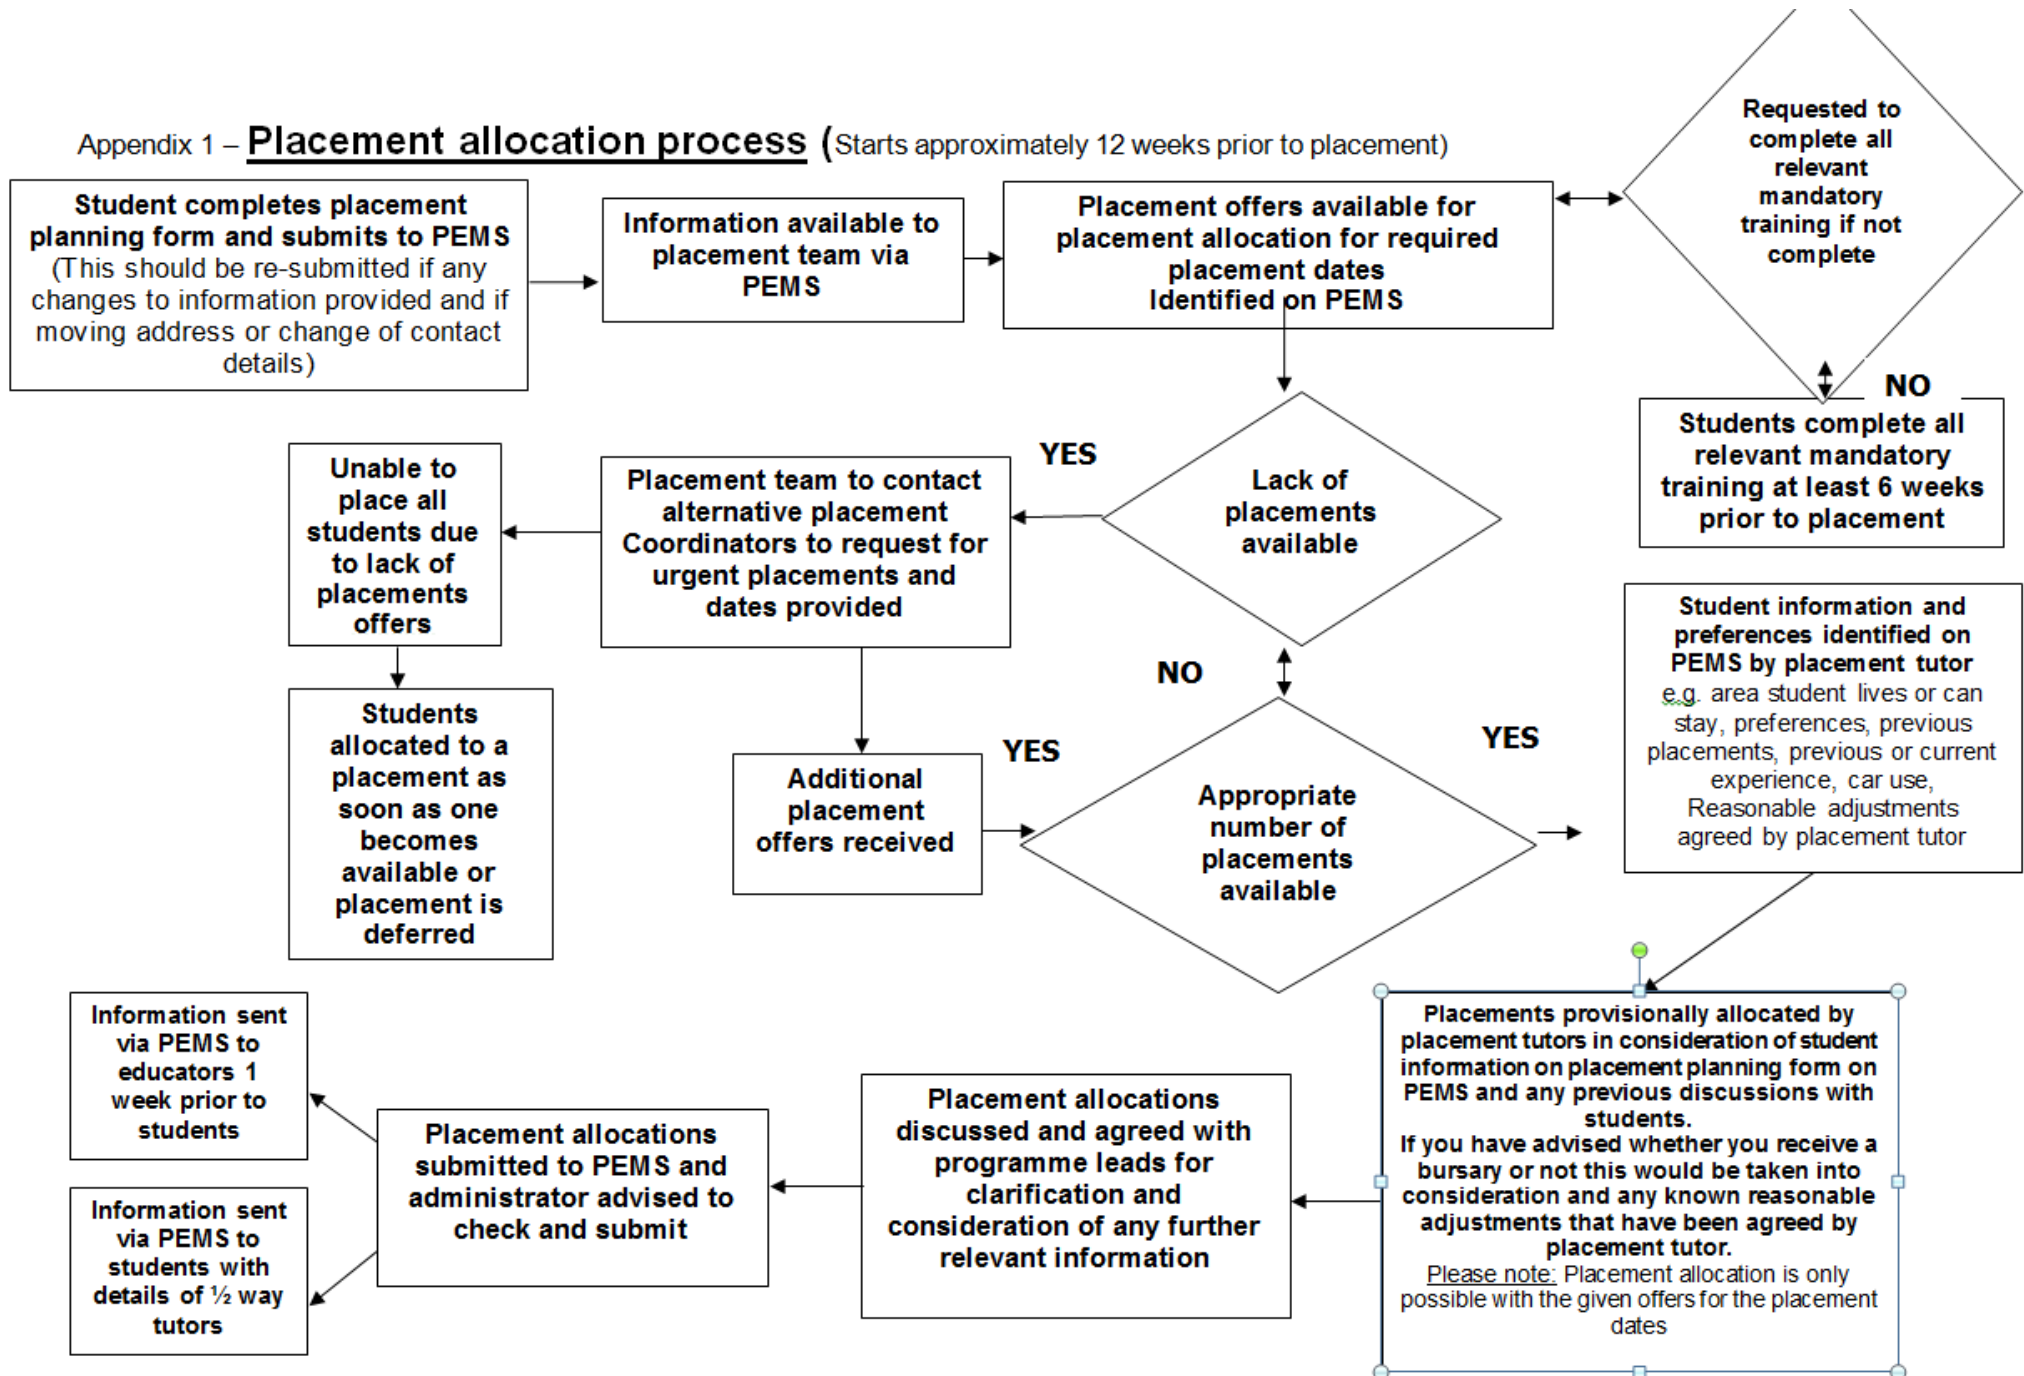 Appendix 1 – Placement allocation process (Starts approximately 12 weeks prior to placement)
Student completes placement
planning form and submits to PEMS
(This should be re-submitted if any
changes to information provided and if
moving address or change of contact
details)
Information available to
placement team via
PEMS
Placement offers available for
placement allocation for required
placement dates
Identified on PEMS
Requested to
complete all
relevant
mandatory
training if not
complete
NO
Students complete all
relevant mandatory
training at least 6 weeks
prior to placement
Lack of
placements
available
YES
Placement team to contact
alternative placement
Coordinators to request for
urgent placements and
dates provided
Unable to
place all
students due
to lack of
placements
offers
Students
allocated to a
placement as
soon as one
becomes
available or
placement is
deferred
Additional
placement
offers received
YES
NO
Appropriate
number of
placements
available
YES
Student information and
preferences identified on
PEMS by placement tutor
e.g. area student lives or can
stay, preferences, previous
placements, previous or current
experience, car use,
Reasonable adjustments
agreed by placement tutor
Placements provisionally allocated by
placement tutors in consideration of student
information on placement planning form on
PEMS and any previous discussions with
students.
If you have advised whether you receive a
bursary or not this would be taken into
consideration and any known reasonable
adjustments that have been agreed by
placement tutor.
Please note: Placement allocation is only
possible with the given offers for the placement
dates
Placement allocations
discussed and agreed with
programme leads for
clarification and
consideration of any further
relevant information
Placement allocations
submitted to PEMS and
administrator advised to
check and submit
Information sent
via PEMS to
educators 1
week prior to
students
Information sent
via PEMS to
students with
details of ½ way
tutors